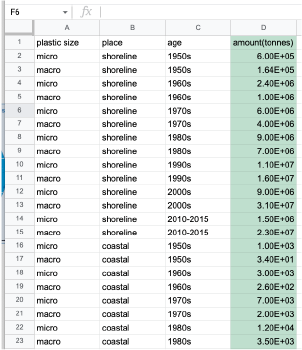 F6 fx
A B C D
1 plastic size place age amount(tonnes)
2 micro shoreline 1950s 6.00E+05
3 macro shoreline 1950s 1.64E+05
4 micro shoreline 1960s 2.40E+06
5 macro shoreline 1960s 1.00E+06
6 micro shoreline 1970s 6.00E+06
7 macro shoreline 1970s 4.00E+06
8 micro shoreline 1980s 9.00E+06
9 macro shoreline 1980s 7.00E+06
10 micro shoreline 1990s 1.10E+07
11 macro shoreline 1990s 1.60E+07
12 micro shoreline 2000s 9.00E+06
13 macro shoreline 2000s 3.10E+07
14 micro shoreline 2010-2015 1.50E+06
15 macro shoreline 2010-2015 2.30E+07
16 micro coastal 1950s 1.00E+03
17 macro coastal 1950s 3.40E+01
18 micro coastal 1960s 3.00E+03
19 macro coastal 1960s 2.60E+02
20 micro coastal 1970s 7.00E+03
21 macro coastal 1970s 2.00E+03
22 micro coastal 1980s 1.20E+04
23 macro coastal 1980s 3.50E+03